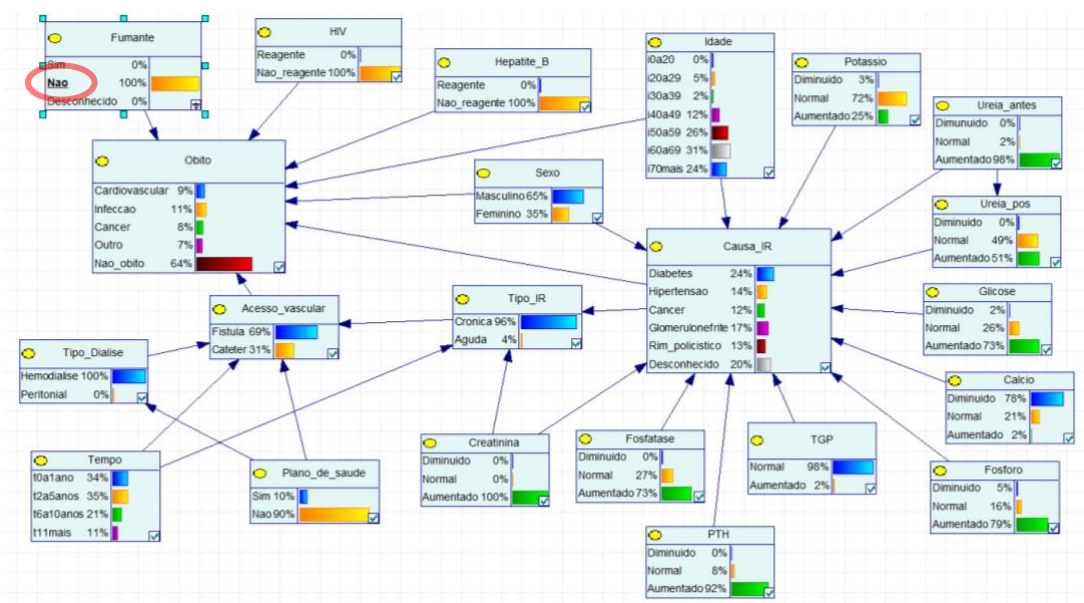 Fumante
Sim 0%
Nao 100%
Desconhecido 0%
HIV
Reagente 0%
Nao_reagente 100%
Hepatite_B
Reagente 0%
Nao_reagente 100%
Idade
i0a20 0%
i20a29 5%
i30a39 2%
i40a49 12%
i50a59 26%
i60a69 31%
i70mais 24%
Potassio
Diminuido 3%
Normal 72%
Aumentado 25%
Ureia_antes
Dimunuido 0%
Normal 2%
Aumentado 98%
Obito
Cardiovascular 9%
Infeccao 11%
Cancer 8%
Outro 7%
Nao_obito 64%
Sexo
Masculino 65%
Feminino 35%
Ureia_pos
Diminuido 0%
Normal 49%
Aumentado 51%
Causa_IR
Diabetes 24%
Hipertensao 14%
Cancer 12%
Glomerulonefrite 17%
Rim_policistico 13%
Desconhecido 20%
Acesso_vascular
Fistula 69%
Cateter 31%
Tipo_IR
Cronica 96%
Aguda 4%
Glicose
Diminuido 2%
Normal 26%
Aumentado 73%
Tipo_Dialise
Hemodialise 100%
Peritonial 0%
Calcio
Diminuido 78%
Normal 21%
Aumentado 2%
Tempo
t0a1ano 34%
t2a5anos 35%
t6a10anos 21%
t11mais 11%
Plano_de_saude
Sim 10%
Nao 90%
Creatinina
Diminuido 0%
Normal 0%
Aumentado 100%
Fosfatase
Diminuido 0%
Normal 27%
Aumentado 73%
TGP
Normal 98%
Aumentado 2%
Fosforo
Diminuido 5%
Normal 16%
Aumentado 79%
PTH
Diminuido 0%
Normal 8%
Aumentado 92%